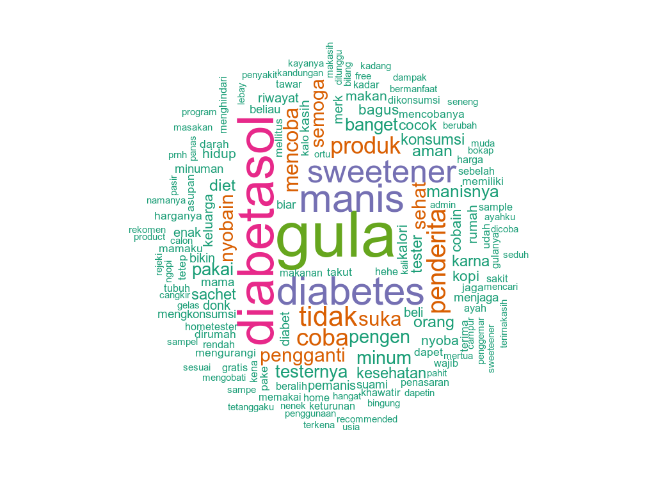 kayanya
makasih
ditunggu
bilang
kadang
penyakit
kandungan
free
dampak
lebay
tawar
kadar
bermanfaat
menghindari
riwayat
semoga
merk
makan
dikonsumsi
seneng
program
beliau
kasih
bagus
mencobanya
masakan
mellitus
kalo
banget
cocok
berubah
panas
darah
diabetasol
mencoba
produk
konsumsi
muda
pmh
hidup
ortu
aman
harga
bokap
minuman
sweetener
sebelah
pasir
asupan
diet
biar
manis
sehat
manisnya
memiliki
namanya
harganya
keluarga
nyobain
gula
penderita
admin
sample
ayahku
rekomen
enak
kalori
tester
cobain
rumah
udah
dicoba
product
calon
mamaku
bikin
hehe
kali
karna
gulanya
seduh
rejeki
ngopi
tetep
pakai
makanan
takut
kopi
sakit
tubuh
mama
diabetes
jaga
mencari
cangkir
sachet
menjaga
gelas
donk
tidak
suka
beli
ayah
mengkonsumsi
diabet
orang
terima
campur
penggemar
sweeteener
terimakasih
hometester
dirumah
coba
pengen
nyoba
sampel
rendah
pengganti
minum
dapet
mertua
mengurangi
wajib
sesuai
gratis
kena
pake
testernya
kesehatan
pahit
mengobati
beralih
pemanis
suami
penasaran
sampe
memakai
home
hangat
khawatir
dapetin
tetanggaku
nenek
keturunan
bingung
penggunaan
recommended
terkena
usia